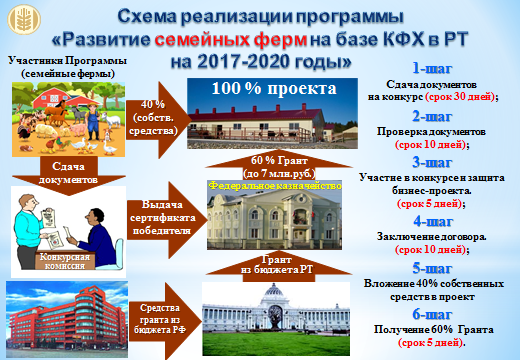 Схема реализации программы
«Развитие семейных ферм на базе КФХ в РТ
на 2017-2020 годы»
Участники Программы
(семейные фермы)
40 %
(собств.
средства)
100 % проекта
Сдача
документов
60 % Грант
(до 7 млн.руб.)
Выдача
сертификата
победителя
Федеральное казначейство
Конкурсная
комиссия
Грант
из бюджета РТ
Средства
гранта из
бюджета РФ
1-шаг
Сдача документов
на конкурс (срок 30 дней);
2-шаг
Проверка документов
(срок 10 дней);
3-шаг
Участие в конкурсе и защита
бизнес-проекта.
(срок 5 дней);
4-шаг
Заключение договора.
(срок 10 дней);
5-шаг
Вложение 40% собственных
средств в проект
6-шаг
Получение 60% Гранта
(срок 5 дней).